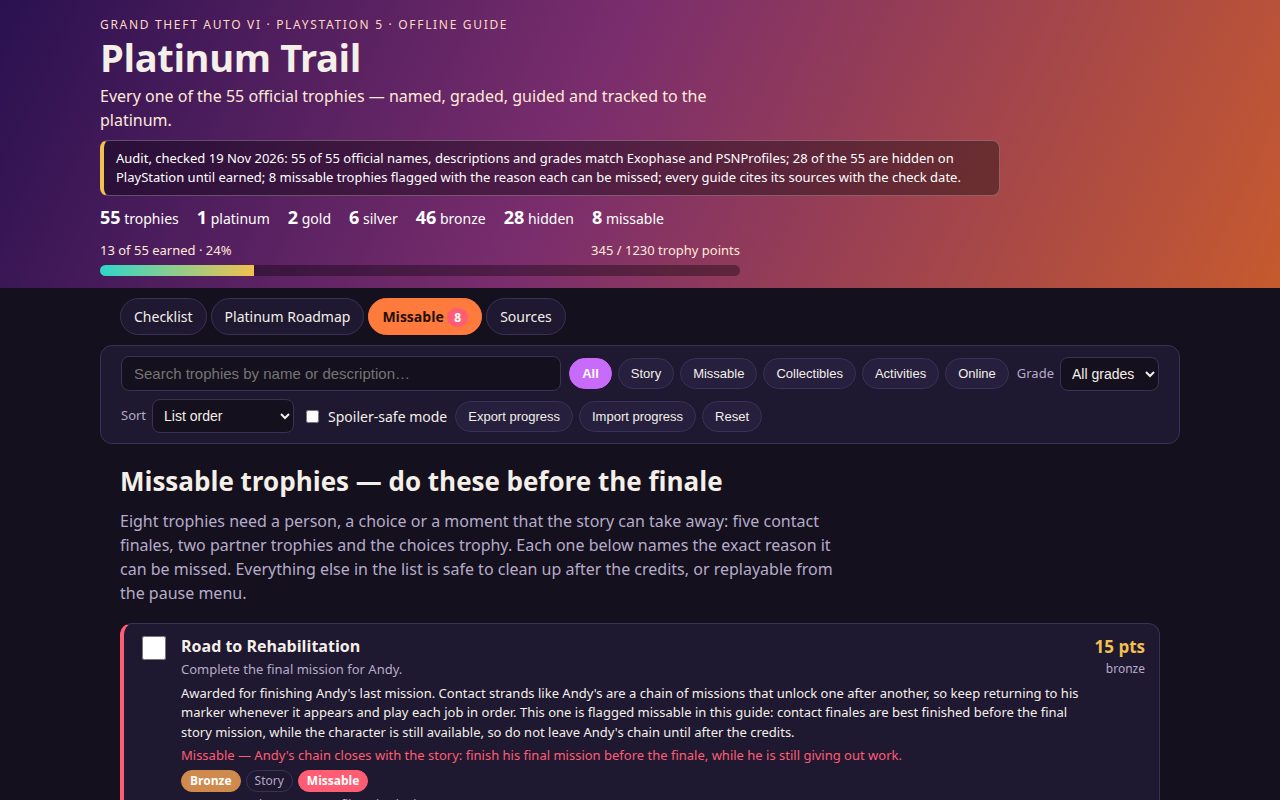 GRAND THEFT AUTO VI · PLAYSTATION 5 · OFFLINE GUIDE
Platinum Trail
Every one of the 55 official trophies — named, graded, guided and tracked to the
platinum.
Audit, checked 19 Nov 2026: 55 of 55 official names, descriptions and grades match Exophase and PSNProfiles; 28 of the 55 are hidden on
PlayStation until earned; 8 missable trophies flagged with the reason each can be missed; every guide cites its sources with the check date.
55 trophies 1 platinum 2 gold 6 silver 46 bronze 28 hidden 8 missable
13 of 55 earned · 24% 345 / 1230 trophy points
Checklist Platinum Roadmap Missable 8 Sources
Search trophies by name or description… All Story Missable Collectibles Activities Online Grade All grades
Sort List order Spoiler-safe mode Export progress Import progress Reset
Missable trophies — do these before the finale
Eight trophies need a person, a choice or a moment that the story can take away: five contact
finales, two partner trophies and the choices trophy. Each one below names the exact reason it
can be missed. Everything else in the list is safe to clean up after the credits, or replayable from
the pause menu.
Road to Rehabilitation 15 pts
Complete the final mission for Andy. bronze
Awarded for finishing Andy's last mission. Contact strands like Andy's are a chain of missions that unlock one after another, so keep returning to his
marker whenever it appears and play each job in order. This one is flagged missable in this guide: contact finales are best finished before the final
story mission, while the character is still available, so do not leave Andy's chain until after the credits.
Missable — Andy's chain closes with the story: finish his final mission before the finale, while he is still giving out work.
Bronze Story Missable